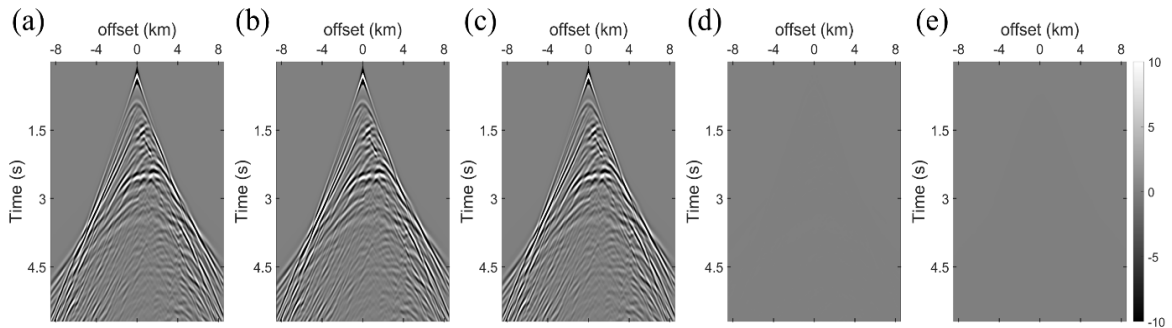 (a) (b) (c) (d) (e)
offset (km) offset (km) offset (km) offset (km) offset (km)
-8 -4 0 4 8 -8 -4 0 4 8 -8 -4 0 4 8 -8 -4 0 4 8 -8 -4 0 4 8
Time (s) Time (s) Time (s) Time (s) Time (s)
1.5 1.5 1.5 1.5 1.5
3 3 3 3 3
4.5 4.5 4.5 4.5 4.5
10
5
0
-5
-10